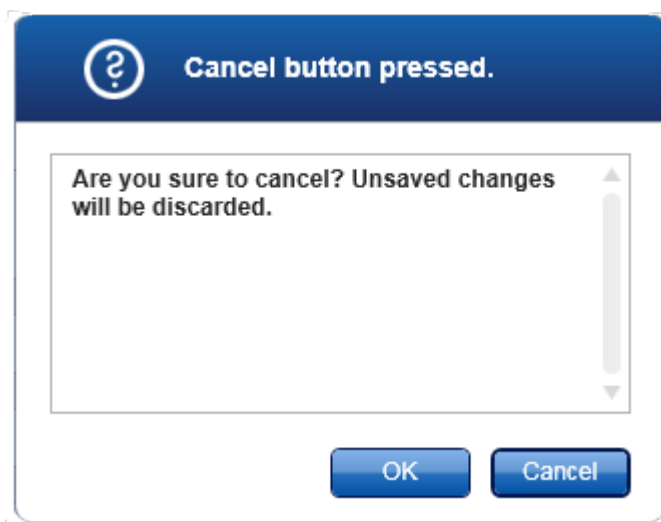 Cancel button pressed.
Are you sure to cancel? Unsaved changes
will be discarded.
OK
Cancel